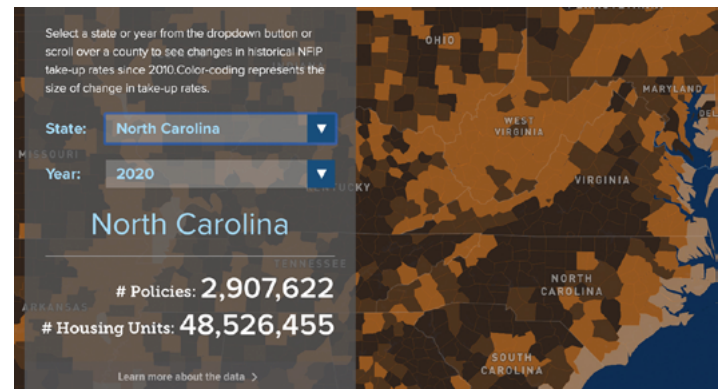 Select a state or year from the dropdown button or
scroll over a county to see changes in historical NFIP
take-up rates since 2010.Color-coding represents the
size of change in take-up rates.
State: North Carolina
Year: 2020
North Carolina
# Policies: 2,907,622
# Housing Units: 48,526,455
Learn more about the data >
OHIO
MARYLAND
DEL
WEST
VIRGINIA
MISSOURI
VIRGINIA
KENTUCKY
TENNESSEE
NORTH
CAROLINA
ARKANSAS
SOUTH
CAROLINA